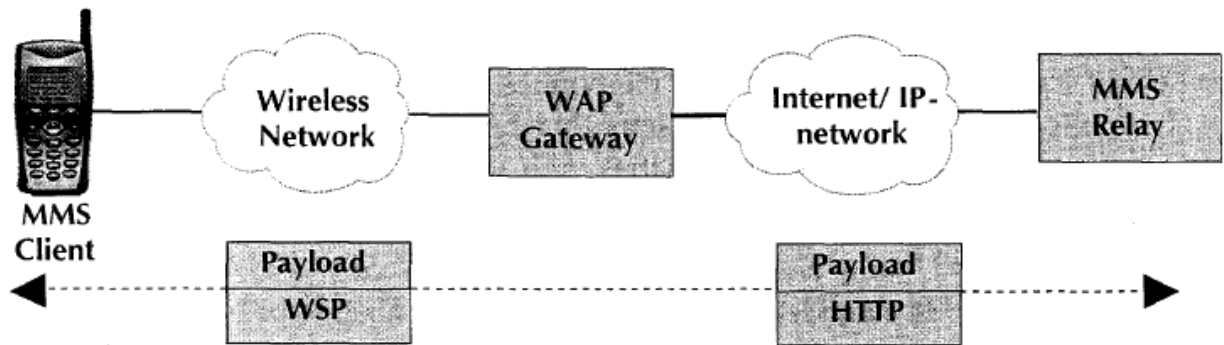 MMS
Client
Wireless
Network
WAP
Gateway
Internet/ IP-
network
MMS
Relay
Payload
WSP
Payload
HTTP